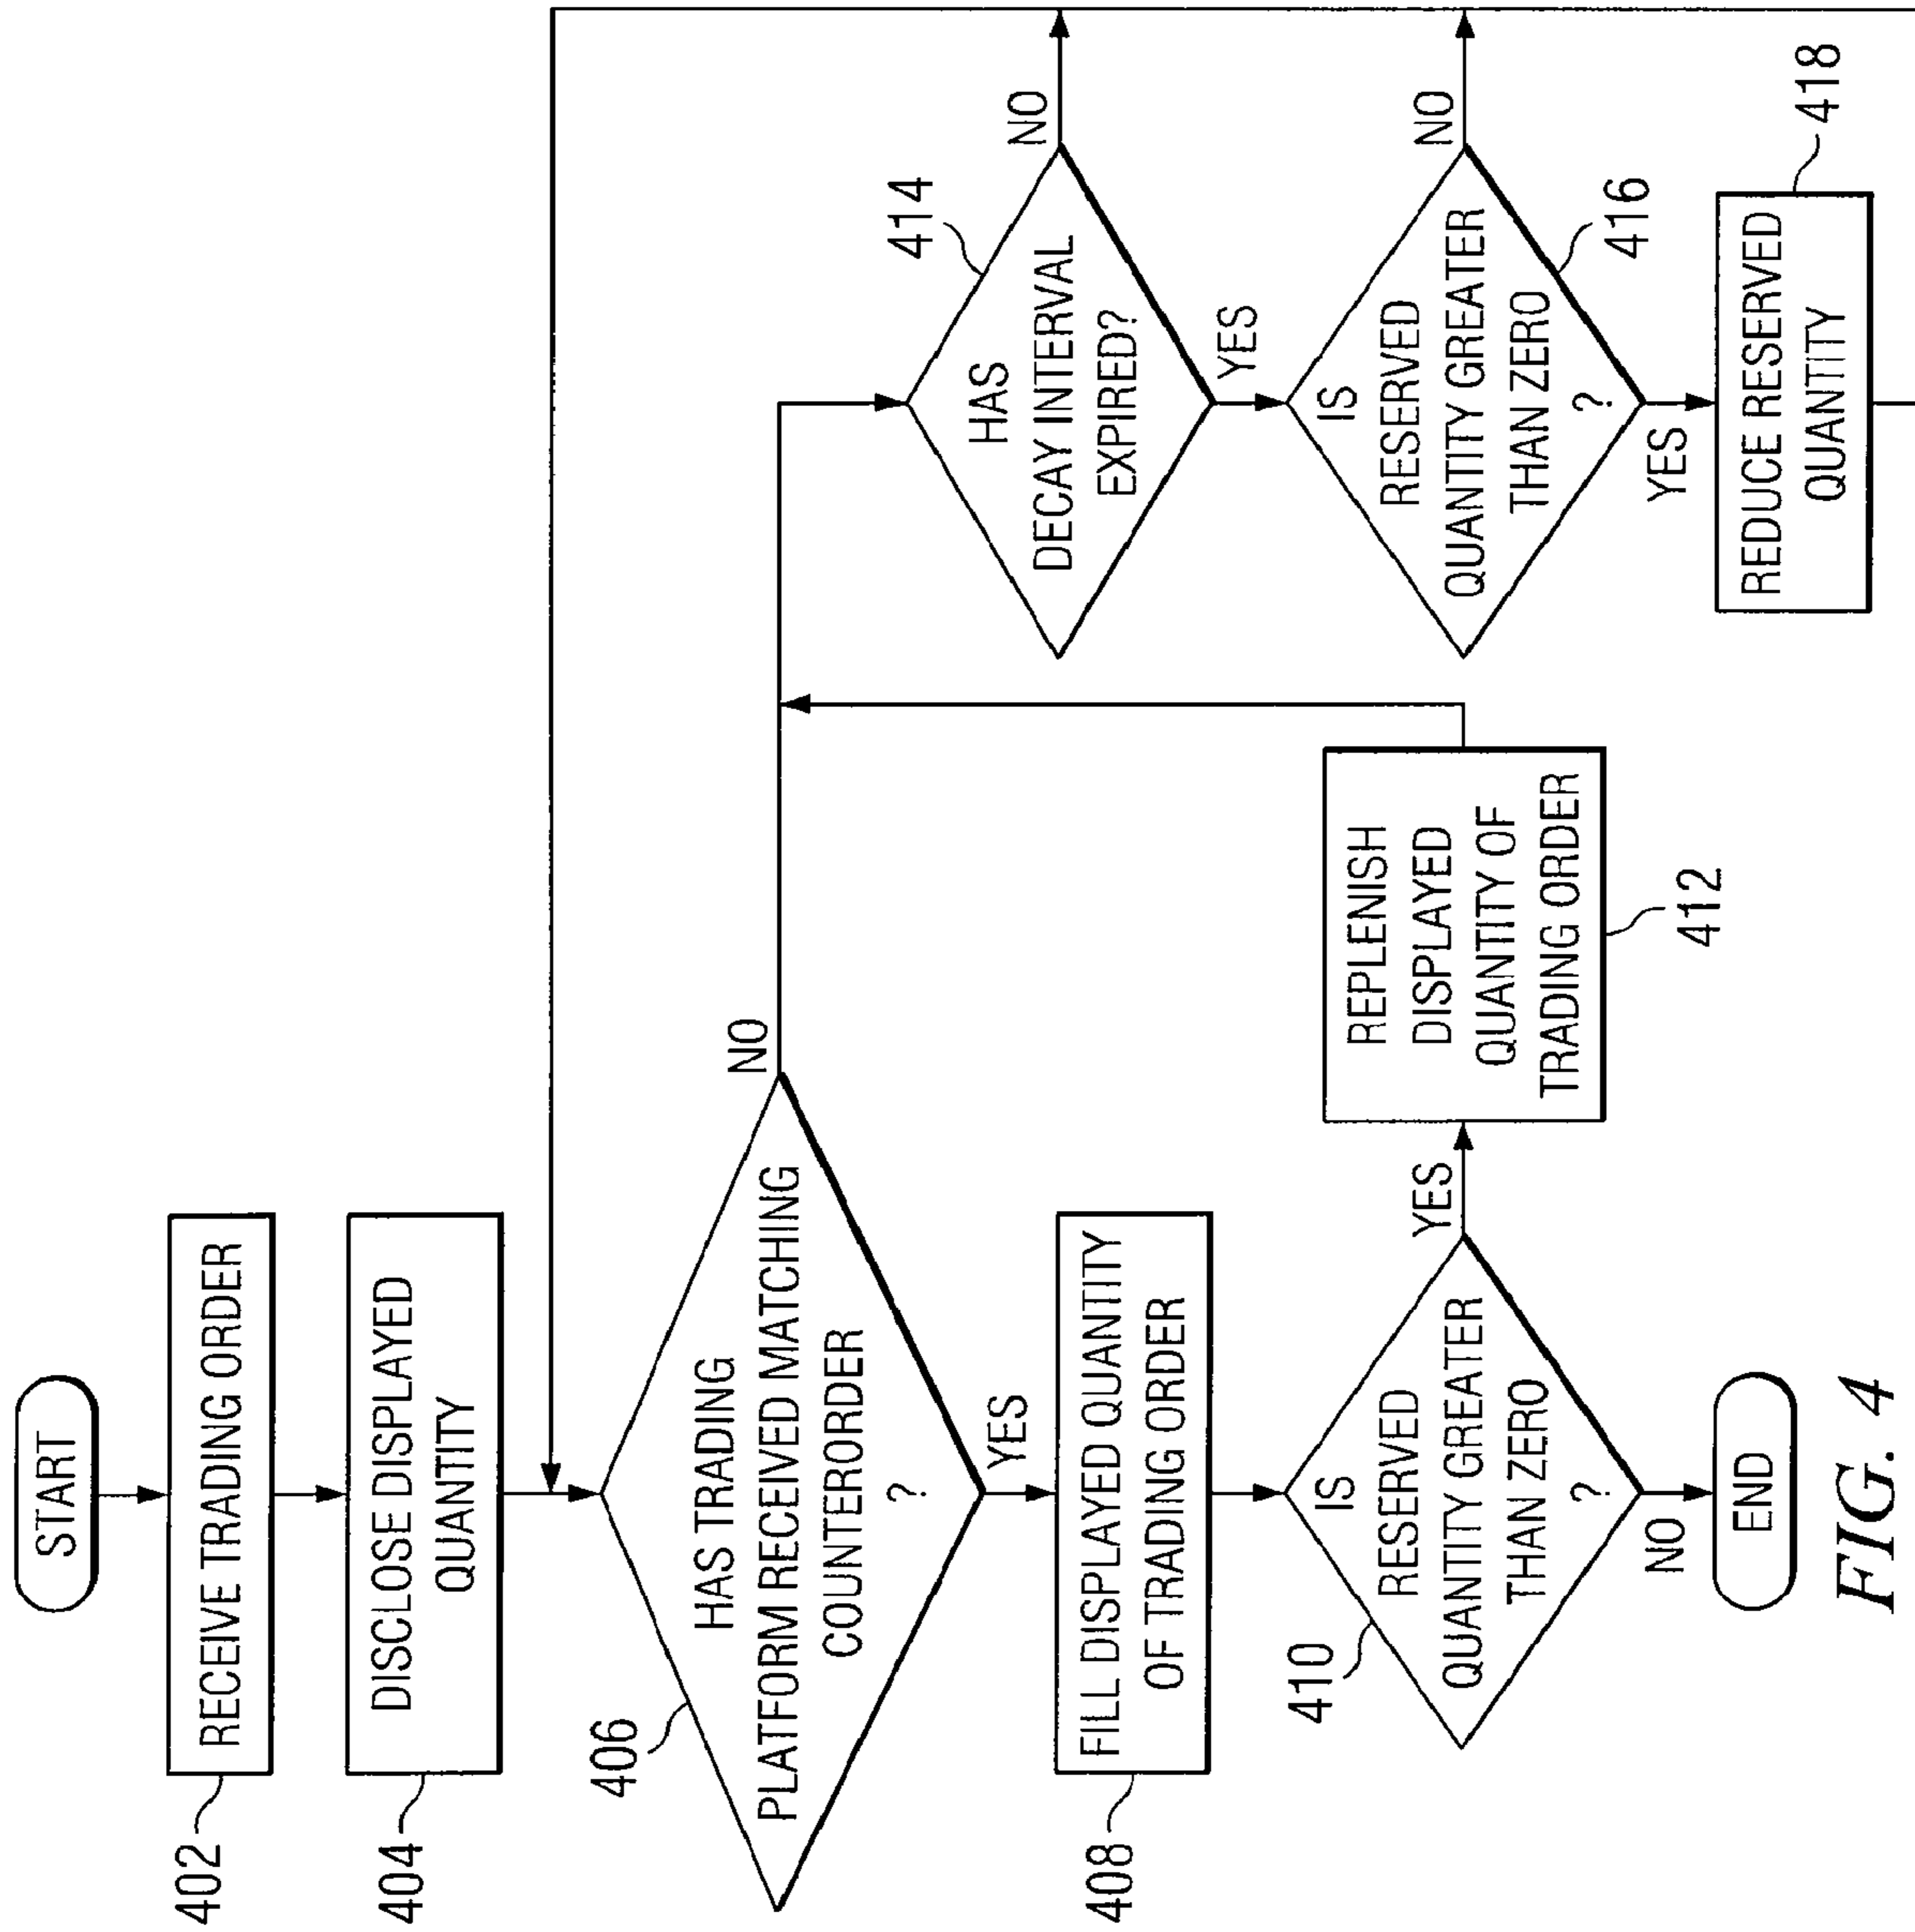 START
402
RECEIVE TRADING ORDER
404
DISCLOSE DISPLAYED
QUANTITY
406
HAS TRADING
PLATFORM RECEIVED MATCHING
COUNTERORDER
?
NO
YES
408
FILL DISPLAYED QUANTITY
OF TRADING ORDER
410
IS
RESERVED
QUANTITY GREATER
THAN ZERO
?
YES
NO
END
REPLENISH
DISPLAYED
QUANTITY OF
TRADING ORDER
412
414
HAS
DECAY INTERVAL
EXPIRED?
NO
YES
IS
RESERVED
QUANTITY GREATER
THAN ZERO
?
416
NO
YES
REDUCE RESERVED
QUANTITY
418
FIG. 4